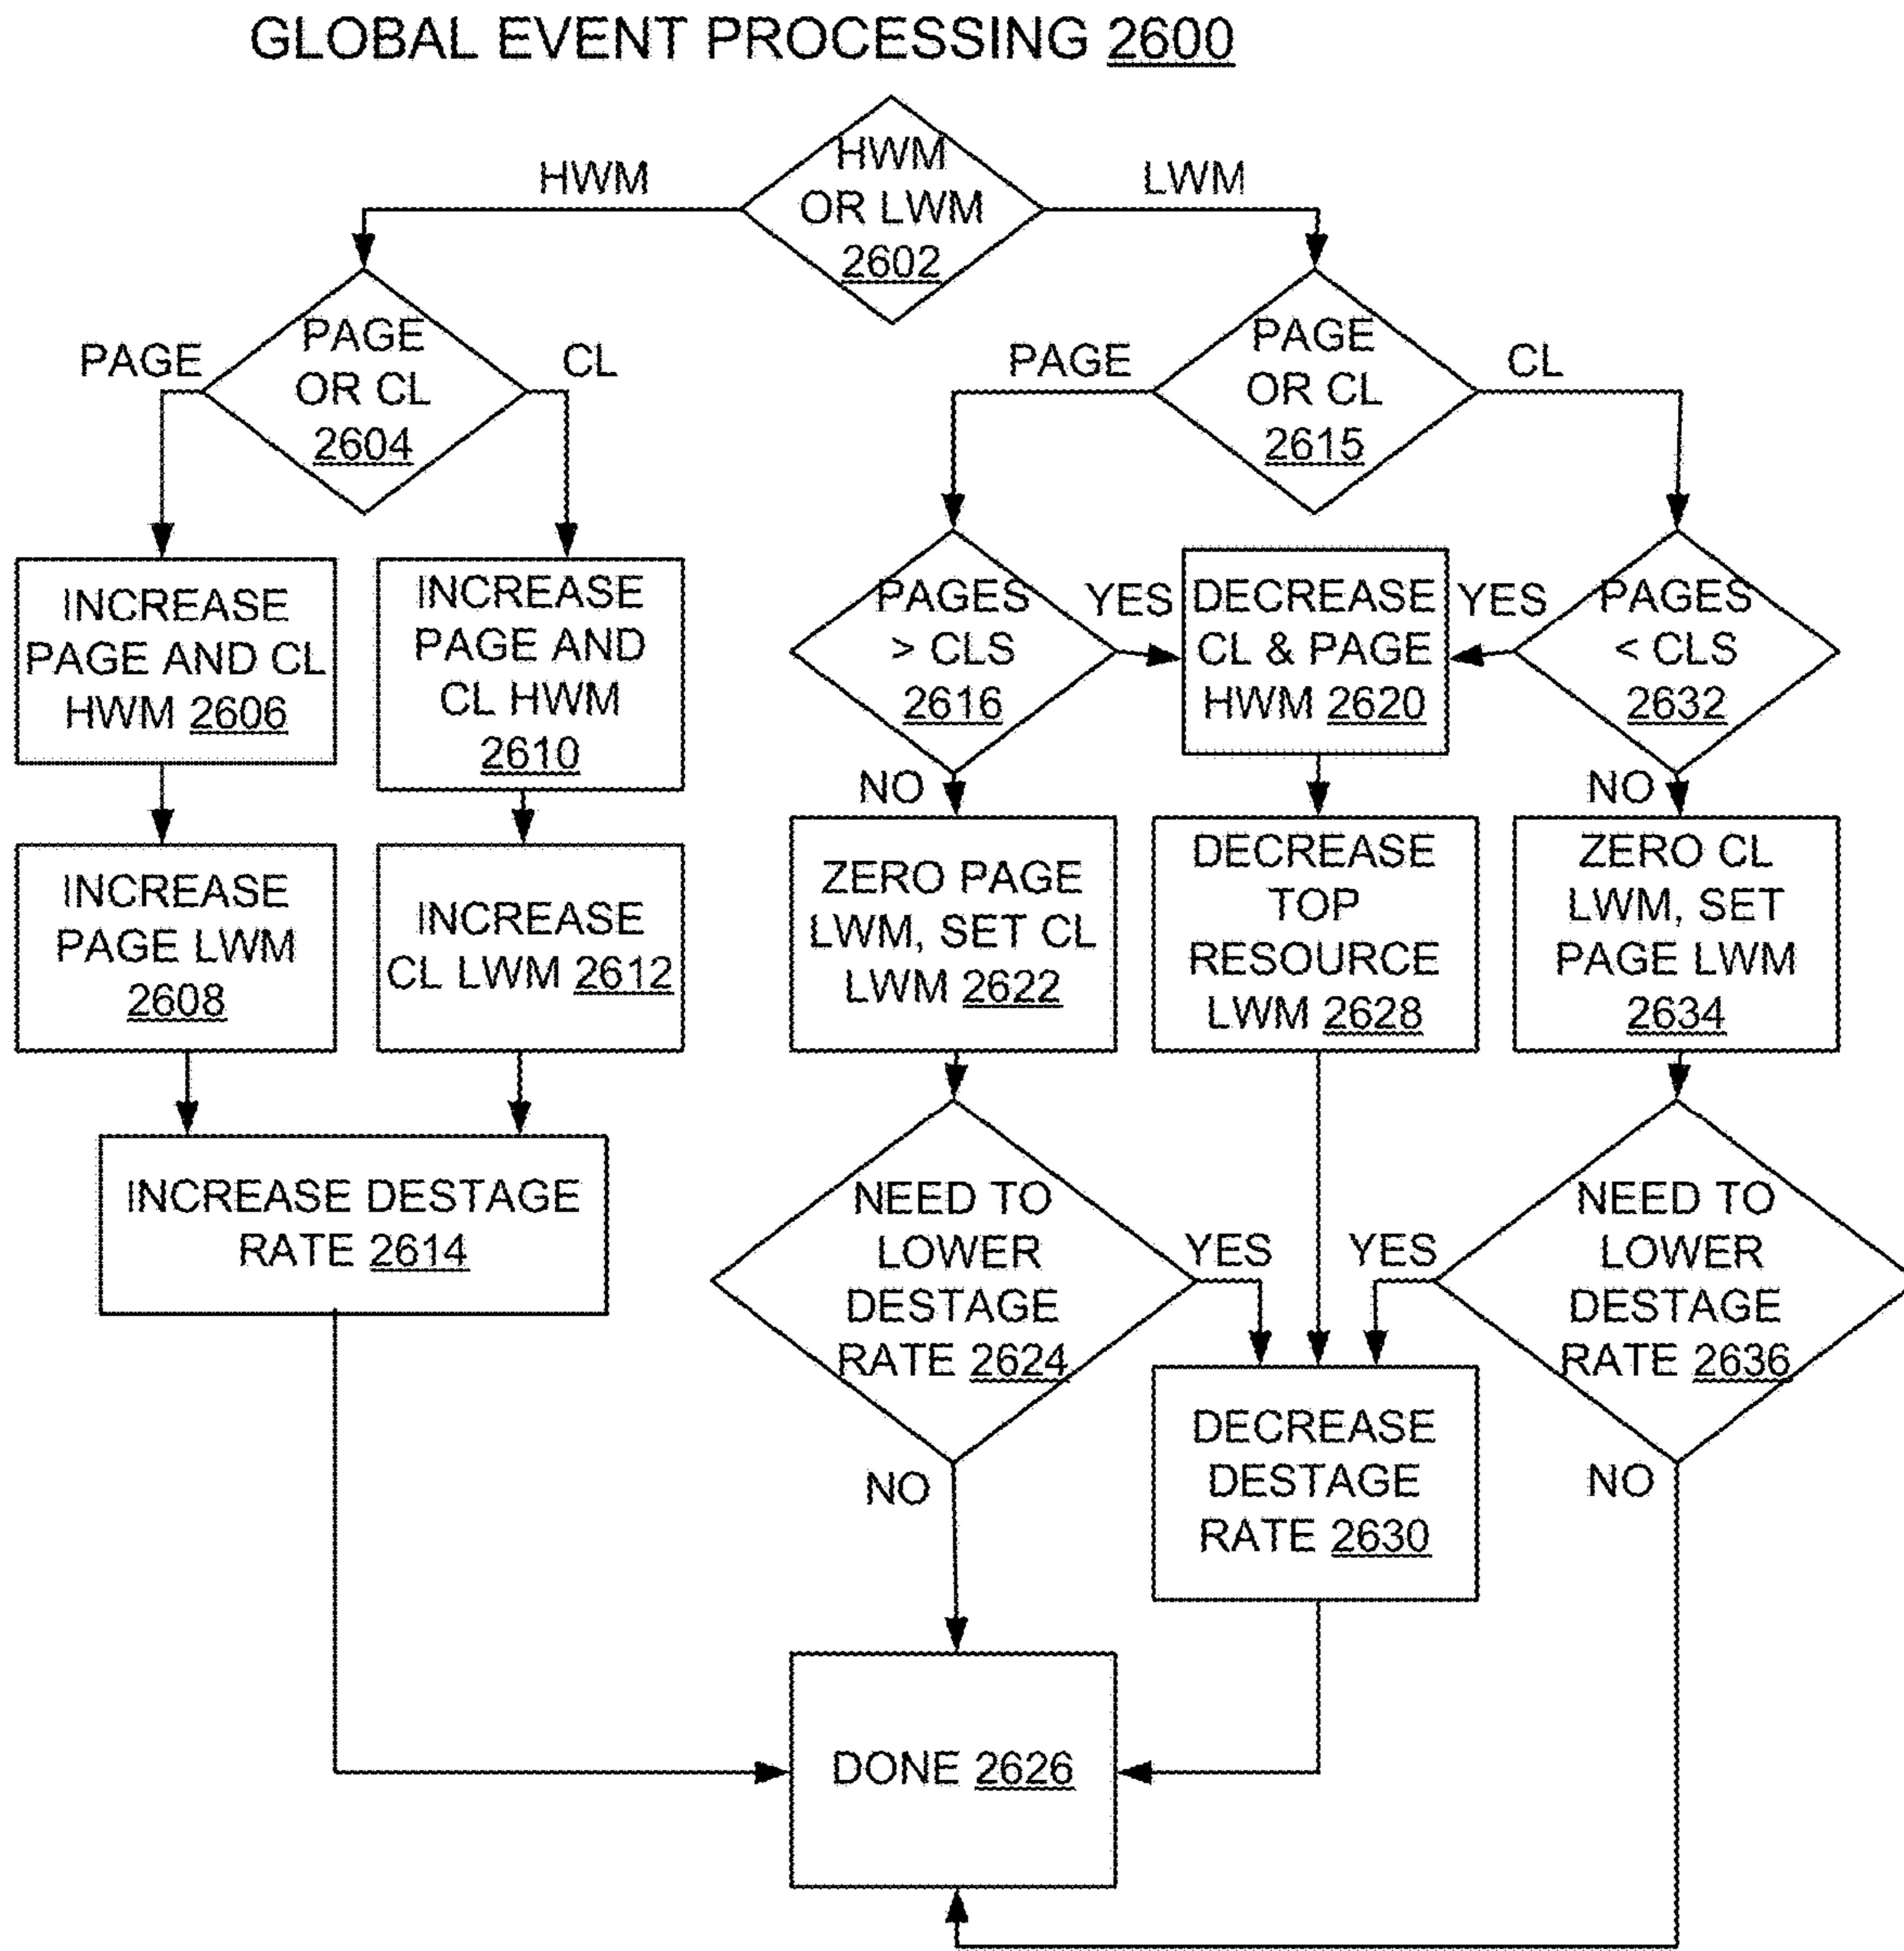 GLOBAL EVENT PROCESSING 2600
HWM
OR LWM
2602
HWM
LWM
PAGE
OR CL
2604
PAGE
CL
PAGE
OR CL
2615
PAGE
CL
INCREASE
PAGE AND CL
HWM 2606
INCREASE
PAGE AND
CL HWM
2610
PAGES
> CLS
2616
YES
DECREASE
CL & PAGE
HWM 2620
YES
PAGES
< CLS
2632
NO
NO
INCREASE
PAGE LWM
2608
INCREASE
CL LWM 2612
ZERO PAGE
LWM, SET CL
LWM 2622
DECREASE
TOP
RESOURCE
LWM 2628
ZERO CL
LWM, SET
PAGE LWM
2634
INCREASE DESTAGE
RATE 2614
NEED TO
LOWER
DESTAGE
RATE 2624
YES
YES
NEED TO
LOWER
DESTAGE
RATE 2636
NO
DECREASE
DESTAGE
RATE 2630
NO
DONE 2626